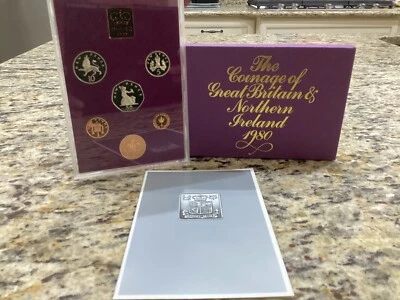 The
Coinage of
Great Britain &
Northern
Ireland
1980